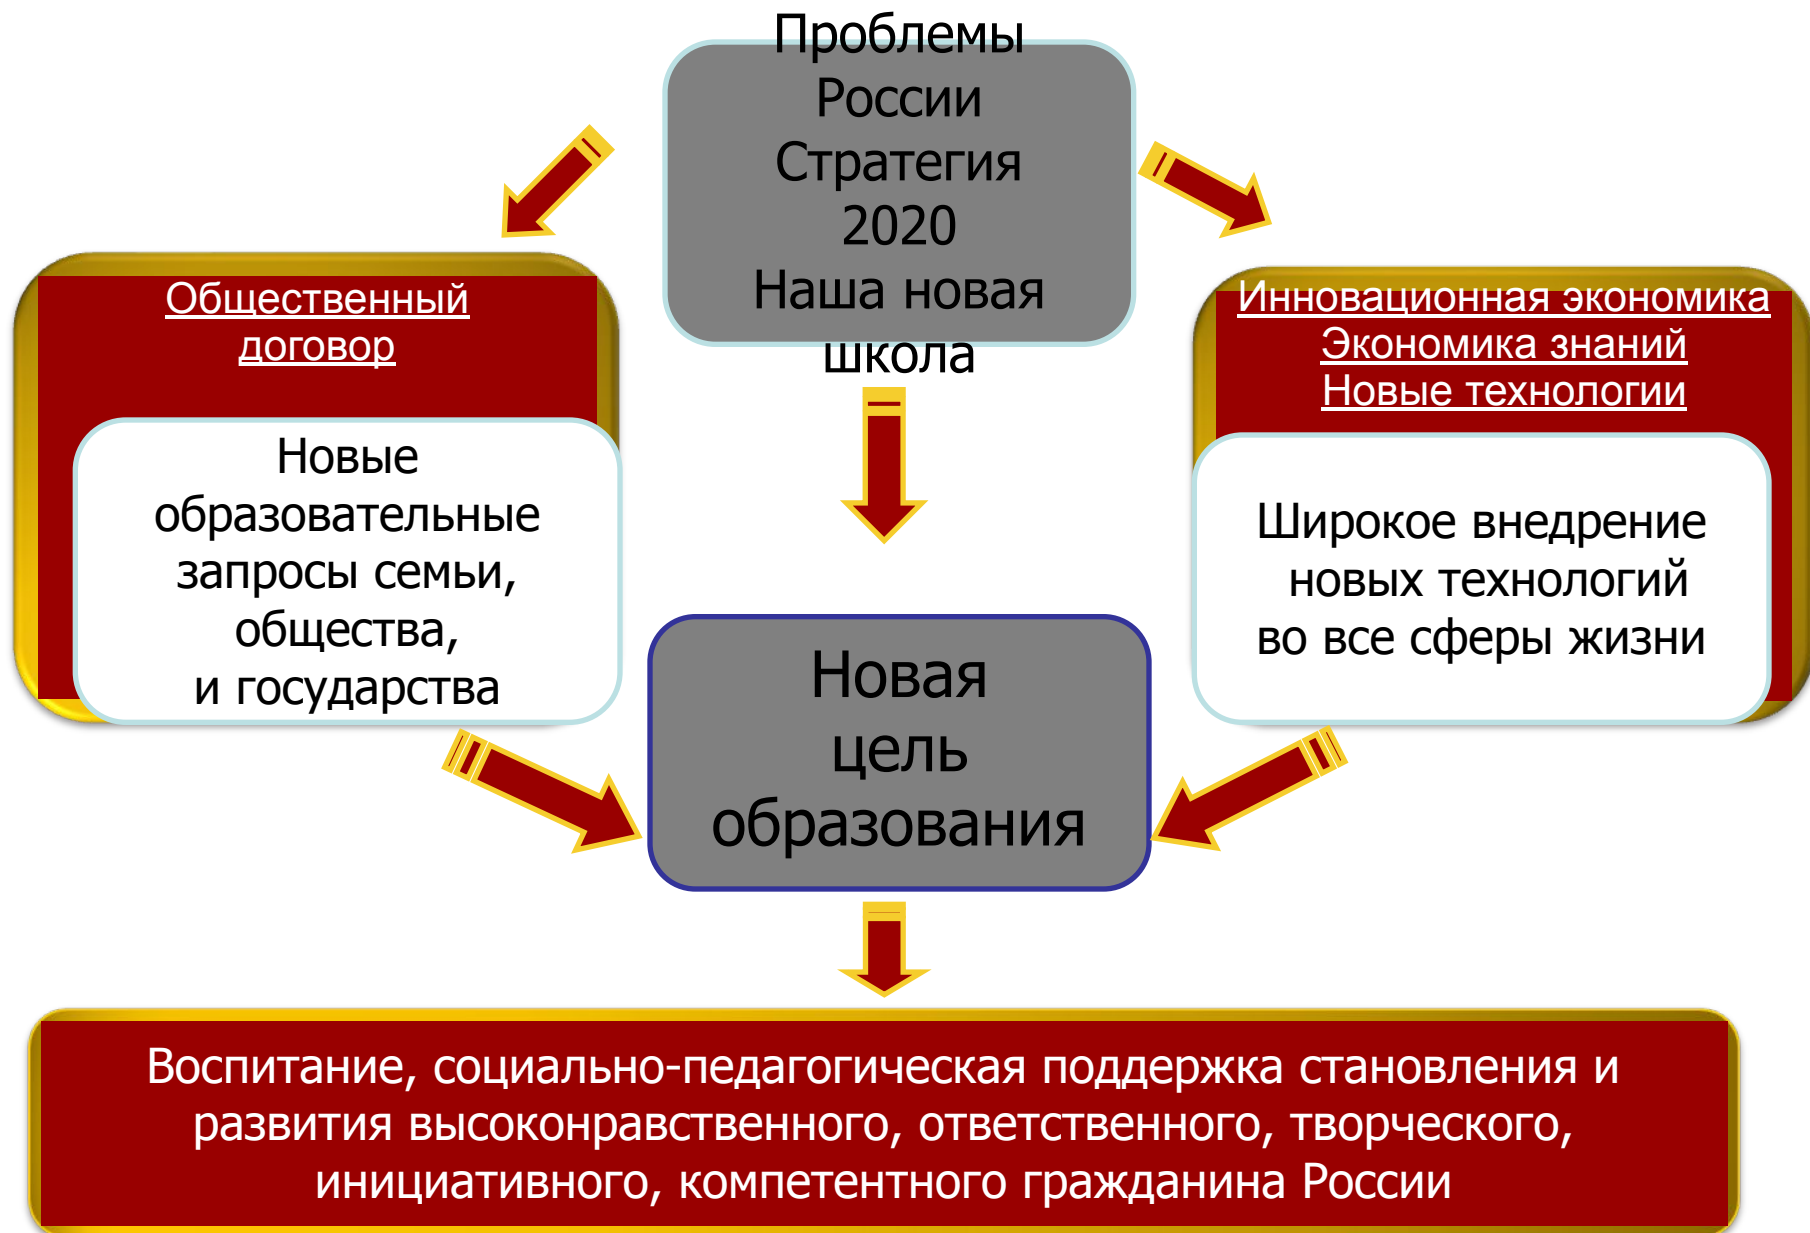 Проблемы
России
Стратегия
2020
Наша новая
школа
Общественный
договор
Новые
образовательные
запросы семьи,
общества,
и государства
Инновационная экономика
Экономика знаний
Новые технологии
Широкое внедрение
новых технологий
во все сферы жизни
Новая
цель
образования
Воспитание, социально-педагогическая поддержка становления и
развития высоконравственного, ответственного, творческого,
инициативного, компетентного гражданина России